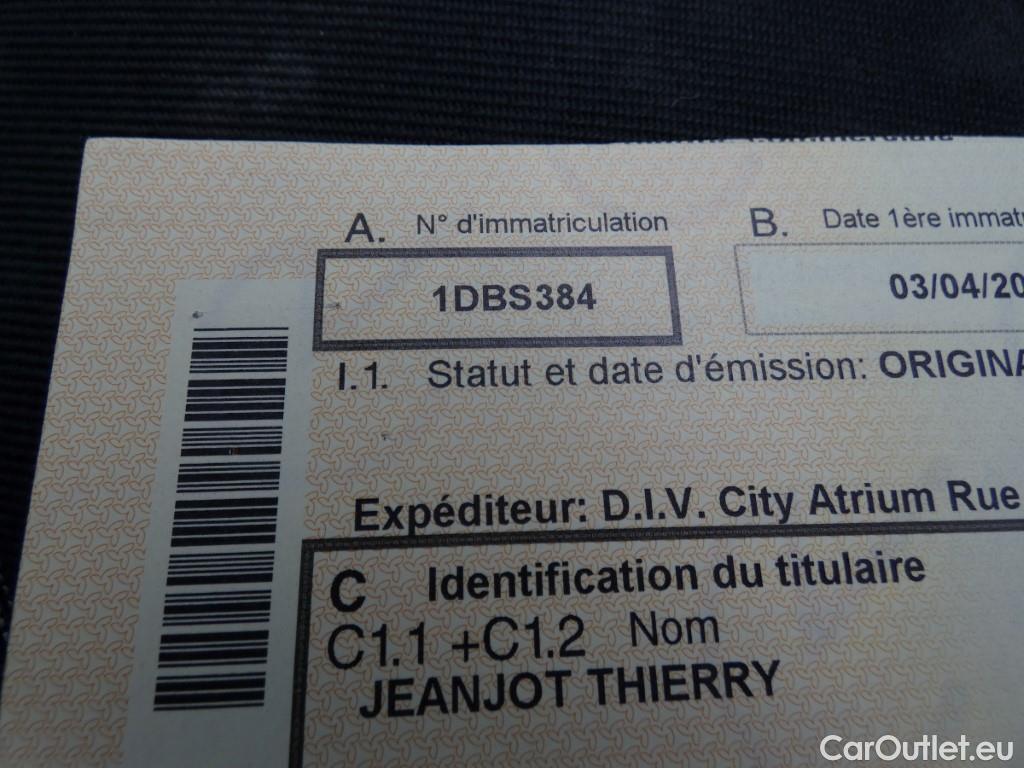 A. N° d'immatriculation
1DBS384
B. Date 1ère immatr
03/04/20
I.1. Statut et date d'émission: ORIGINA
Expéditeur: D.I.V. City Atrium Rue
C Identification du titulaire
C1.1 +C1.2 Nom
JEANJOT THIERRY
CarOutlet.eu